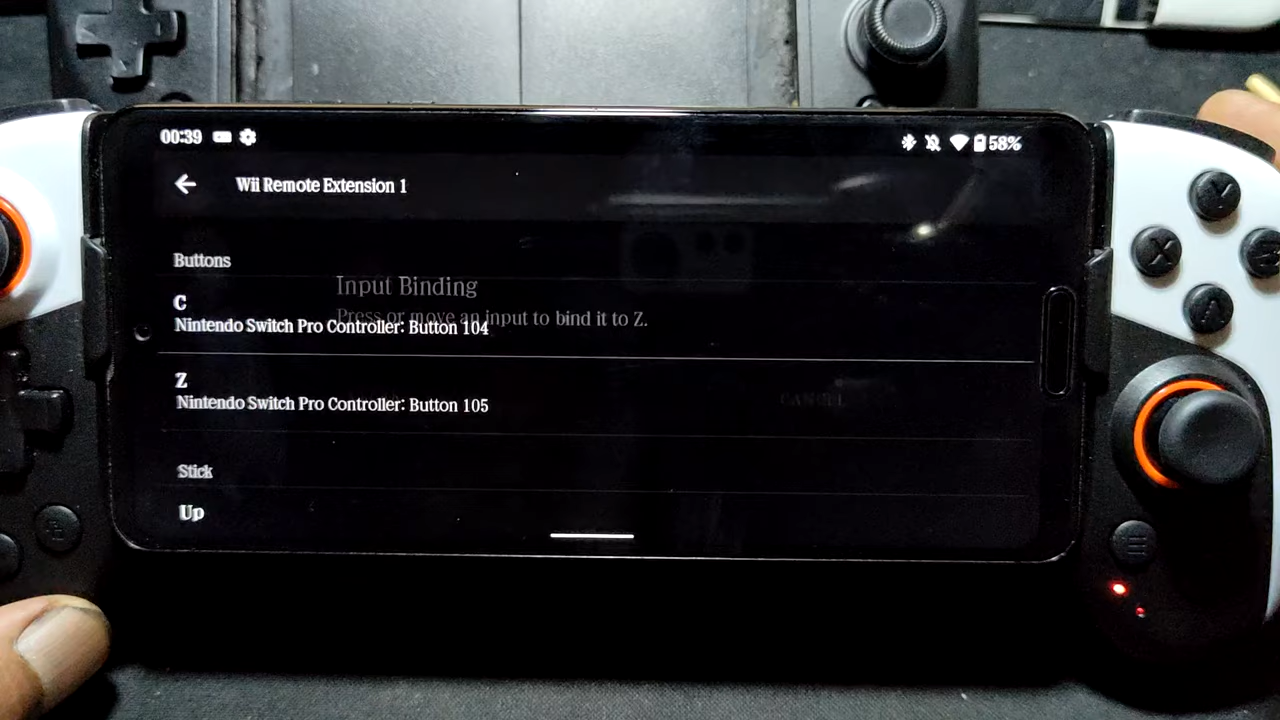 00:39 58%
Wii Remote Extension 1
Buttons
Input Binding
Press or move an input to bind it to Z.
C
Nintendo Switch Pro Controller: Button 104
Z
Nintendo Switch Pro Controller: Button 105
CANCEL
Stick
Up
Y
X
A